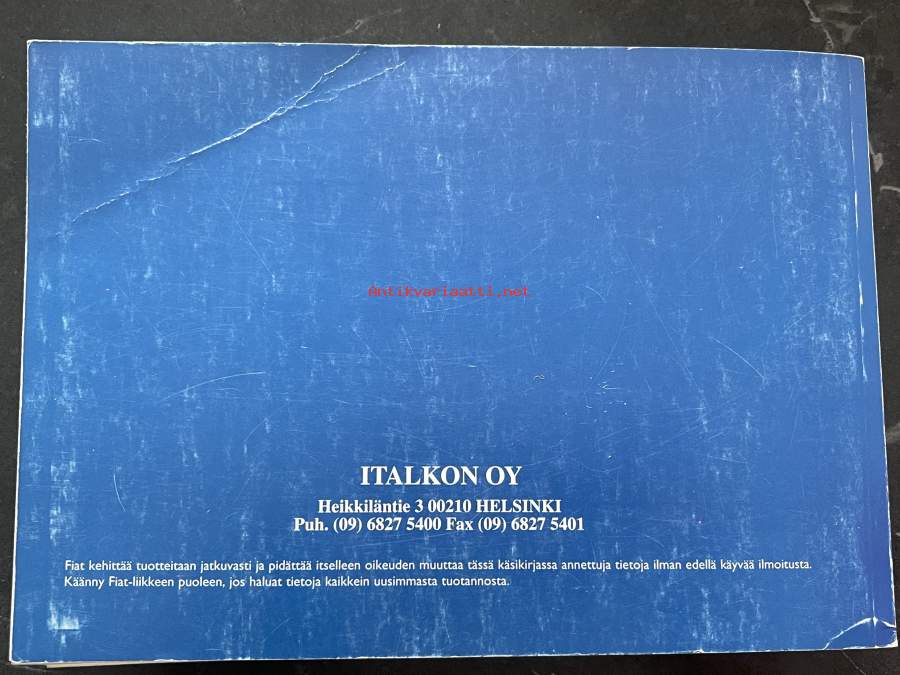 Antikvariaatti.net
ITALKON OY
Heikkiläntie 3 00210 HELSINKI
Puh. (09) 6827 5400 Fax (09) 6827 5401
Fiat kehittää tuotteitaan jatkuvasti ja pidättää itselleen oikeuden muuttaa tässä käsikirjassa annettuja tietoja ilman edellä käyvää ilmoitusta.
Käänny Fiat-liikkeen puoleen, jos haluat tietoja kaikkein uusimmasta tuotannosta.